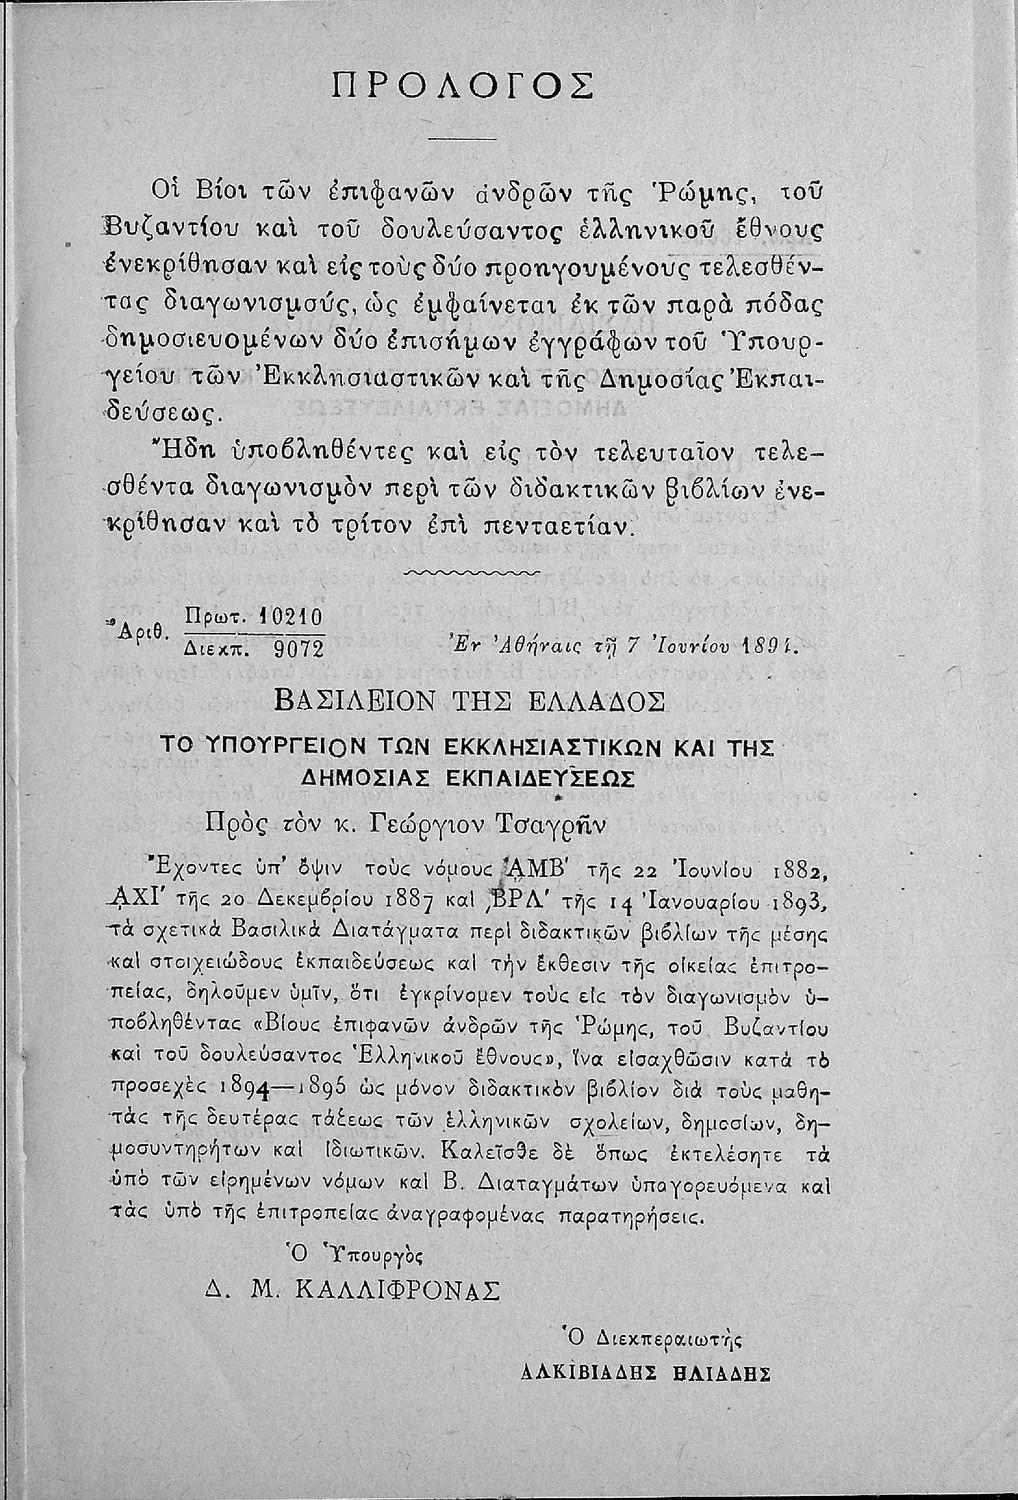 ΠΡΟΛΟΓΟΣ
Οἱ Βίοι τῶν ἐπιφανῶν ἀνδρῶν τῆς Ῥώμης, τοῦ
Βυζαντίου καὶ τοῦ δουλεύσαντος ἑλληνικοῦ ἔθνους
ἐνεκρίθησαν καὶ εἰς τοὺς δύο προηγουμένους τελεσθέν-
τας διαγωνισμούς, ὡς ἐμφαίνεται ἐκ τῶν παρὰ πόδας
δημοσιευομένων δύο ἐπισήμων ἐγγράφων τοῦ Ὑπουρ-
γείου τῶν Ἐκκλησιαστικῶν καὶ τῆς Δημοσίας Ἐκπαι-
δεύσεως.
Ἤδη ὑποβληθέντες καὶ εἰς τὸν τελευταῖον τελε-
σθέντα διαγωνισμὸν περὶ τῶν διδακτικῶν βιβλίων ἐνε-
κρίθησαν καὶ τὸ τρίτον ἐπὶ πενταετίαν.
Ἀριθ. Πρωτ. 10210
Διεκπ. 9072
Ἐν Ἀθήναις τῇ 7 Ἰουνίου 1894.
ΒΑΣΙΛΕΙΟΝ ΤΗΣ ΕΛΛΑΔΟΣ
ΤΟ ΥΠΟΥΡΓΕΙΟΝ ΤΩΝ ΕΚΚΛΗΣΙΑΣΤΙΚΩΝ ΚΑΙ ΤΗΣ
ΔΗΜΟΣΙΑΣ ΕΚΠΑΙΔΕΥΣΕΩΣ
Πρὸς τὸν κ. Γεώργιον Τσαγρῆν
Ἔχοντες ὑπ' ὄψιν τοὺς νόμους ͵ΑΜΒ' τῆς 22 Ἰουνίου 1882,
͵ΑΧΙ' τῆς 20 Δεκεμβρίου 1887 καὶ ͵ΒΡΛ' τῆς 14 Ἰανουαρίου 1893,
τὰ σχετικὰ Βασιλικὰ Διατάγματα περὶ διδακτικῶν βιβλίων τῆς μέσης
καὶ στοιχειώδους ἐκπαιδεύσεως καὶ τὴν ἔκθεσιν τῆς οἰκείας ἐπιτρο-
πείας, δηλοῦμεν ὑμῖν, ὅτι ἐγκρίνομεν τοὺς εἰς τὸν διαγωνισμὸν ὑ-
ποβληθέντας «Βίους ἐπιφανῶν ἀνδρῶν τῆς Ῥώμης, τοῦ Βυζαντίου
καὶ τοῦ δουλεύσαντος Ἑλληνικοῦ ἔθνους», ἵνα εἰσαχθῶσιν κατὰ τὸ
προσεχὲς 1894—1895 ὡς μόνον διδακτικὸν βιβλίον διὰ τοὺς μαθη-
τὰς τῆς δευτέρας τάξεως τῶν ἑλληνικῶν σχολείων, δημοσίων, δη-
μοσυντηρήτων καὶ ἰδιωτικῶν. Καλεῖσθε δὲ ὅπως ἐκτελέσητε τὰ
ὑπὸ τῶν εἰρημένων νόμων καὶ Β. Διαταγμάτων ὑπαγορευόμενα καὶ
τὰς ὑπὸ τῆς ἐπιτροπείας ἀναγραφομένας παρατηρήσεις.
Ὁ Ὑπουργὸς
Δ. Μ. ΚΑΛΛΙΦΡΟΝΑΣ
Ὁ Διεκπεραιωτὴς
ΑΛΚΙΒΙΑΔΗΣ ΗΛΙΑΔΗΣ